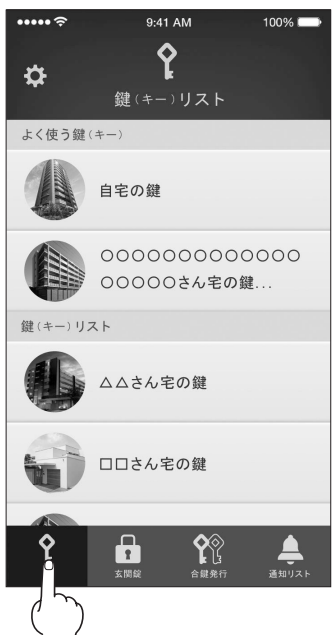 9:41 AM
100%
鍵(キー)リスト
よく使う鍵(キー)
自宅の鍵
○○○○○○○○○○○○○
○○○○○さん宅の鍵...
鍵(キー)リスト
△△さん宅の鍵
□□さん宅の鍵
玄関錠
合鍵発行
通知リスト